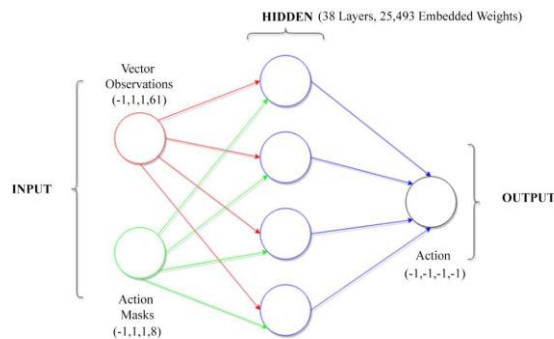 HIDDEN (38 Layers, 25,493 Embedded Weights)
Vector
Observations
(-1,1,1,61)
INPUT
OUTPUT
Action
(-1,-1,-1,-1)
Action
Masks
(-1,1,1,8)